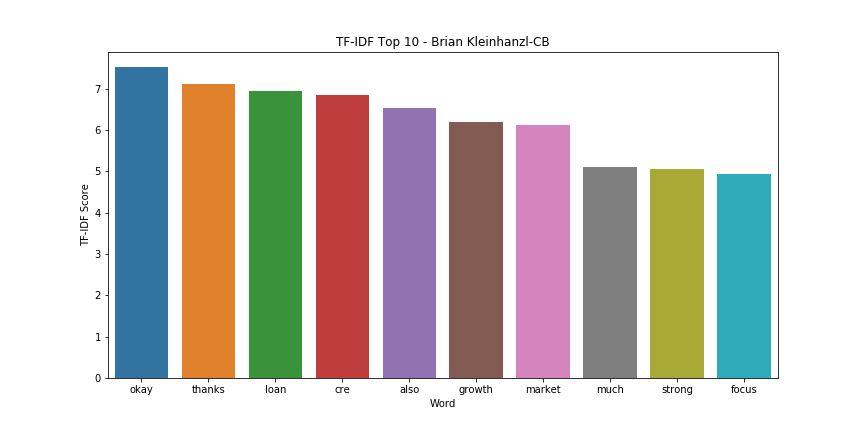 TF-IDF Top 10 - Brian Kleinhanzl-CB
TF-IDF Score
7
6
5
4
3
2
1
0
okay thanks loan cre also growth market much strong focus
Word